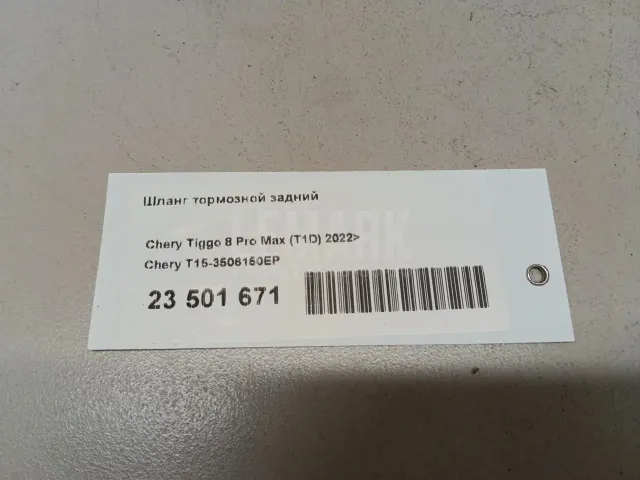 Шланг тормозной задний
Chery Tiggo 8 Pro Max (T1D) 2022>
Chery T15-3506150EP
23 501 671